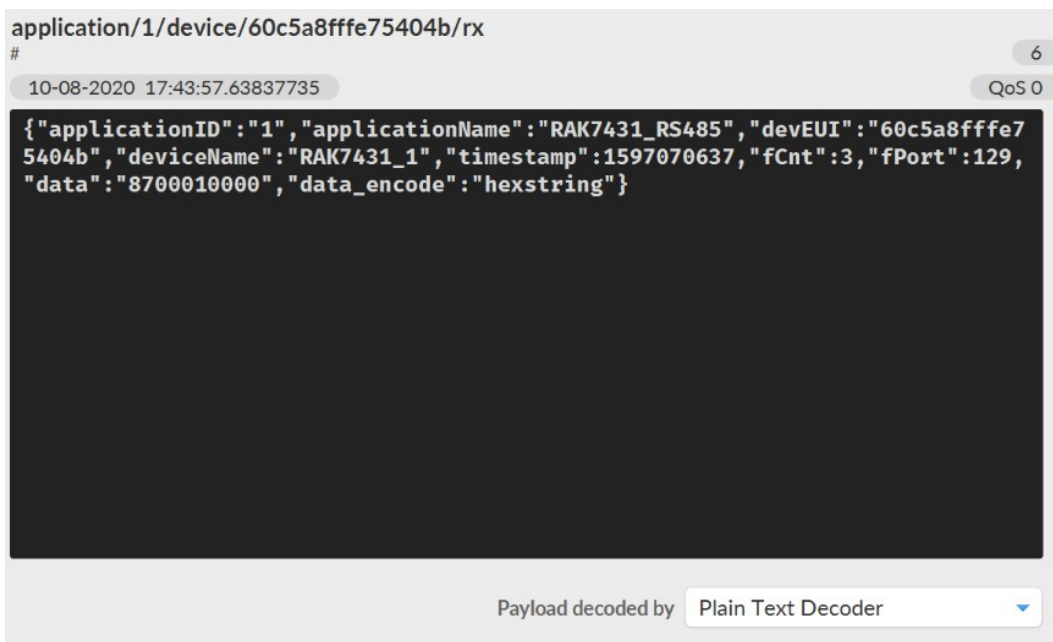 application/1/device/60c5a8fffe75404b/rx
#
6
10-08-2020 17:43:57.63837735
QoS 0
{"applicationID":"1","applicationName":"RAK7431_RS485","devEUI":"60c5a8fffe7
5404b","deviceName":"RAK7431_1","timestamp":1597070637,"fCnt":3,"fPort":129,
"data":"8700010000","data_encode":"hexstring"}
Payload decoded by
Plain Text Decoder